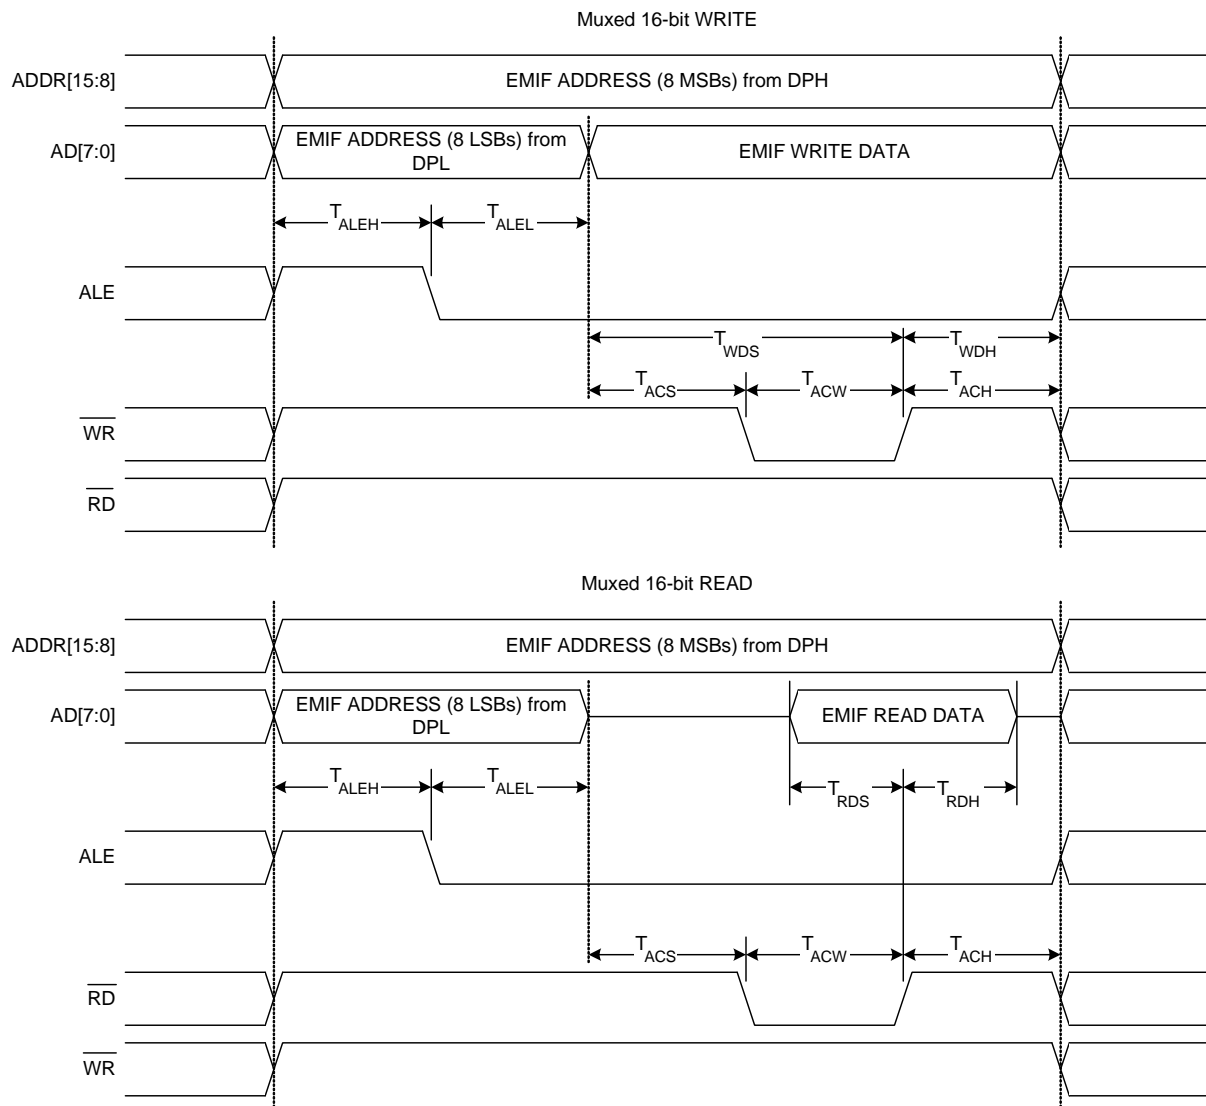 Muxed 16-bit WRITE
ADDR[15:8]
EMIF ADDRESS (8 MSBs) from DPH
AD[7:0]
EMIF ADDRESS (8 LSBs) from
DPL
EMIF WRITE DATA
TALEH
TALEL
ALE
TWDS
TWDH
TACS
TACW
TACH
WR
RD
Muxed 16-bit READ
ADDR[15:8]
EMIF ADDRESS (8 MSBs) from DPH
AD[7:0]
EMIF ADDRESS (8 LSBs) from
DPL
EMIF READ DATA
TALEH
TALEL
TRDS
TRDH
ALE
TACS
TACW
TACH
RD
WR